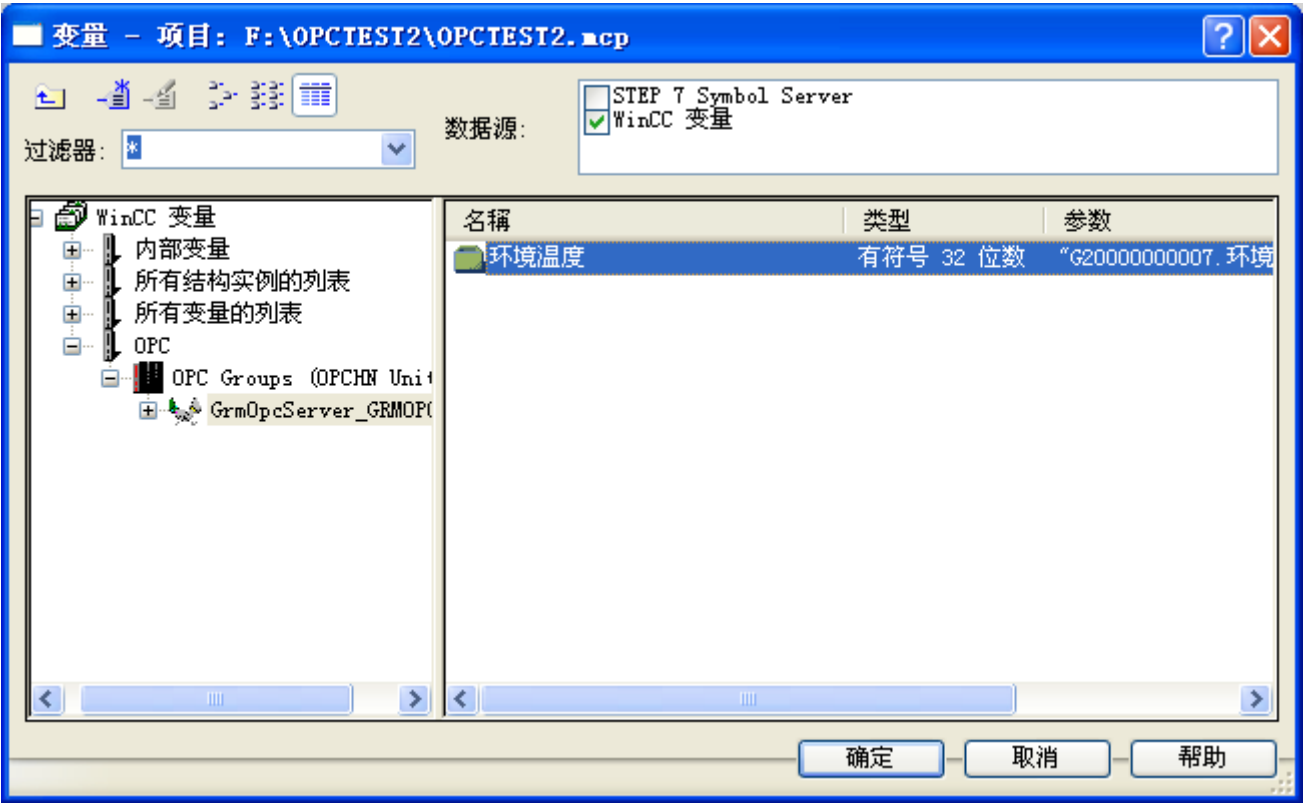 变量 - 项目: F:\OPCTEST2\OPCTEST2.mcp
过滤器: *
数据源:
STEP 7 Symbol Server
WinCC 变量
WinCC 变量
内部变量
所有结构实例的列表
所有变量的列表
OPC
OPC Groups (OPCHN Unit
GrmOpcServer_GRMOPC
名稱 类型 参数
环境温度 有符号 32 位数 "G20000000007.环境
确定 取消 帮助